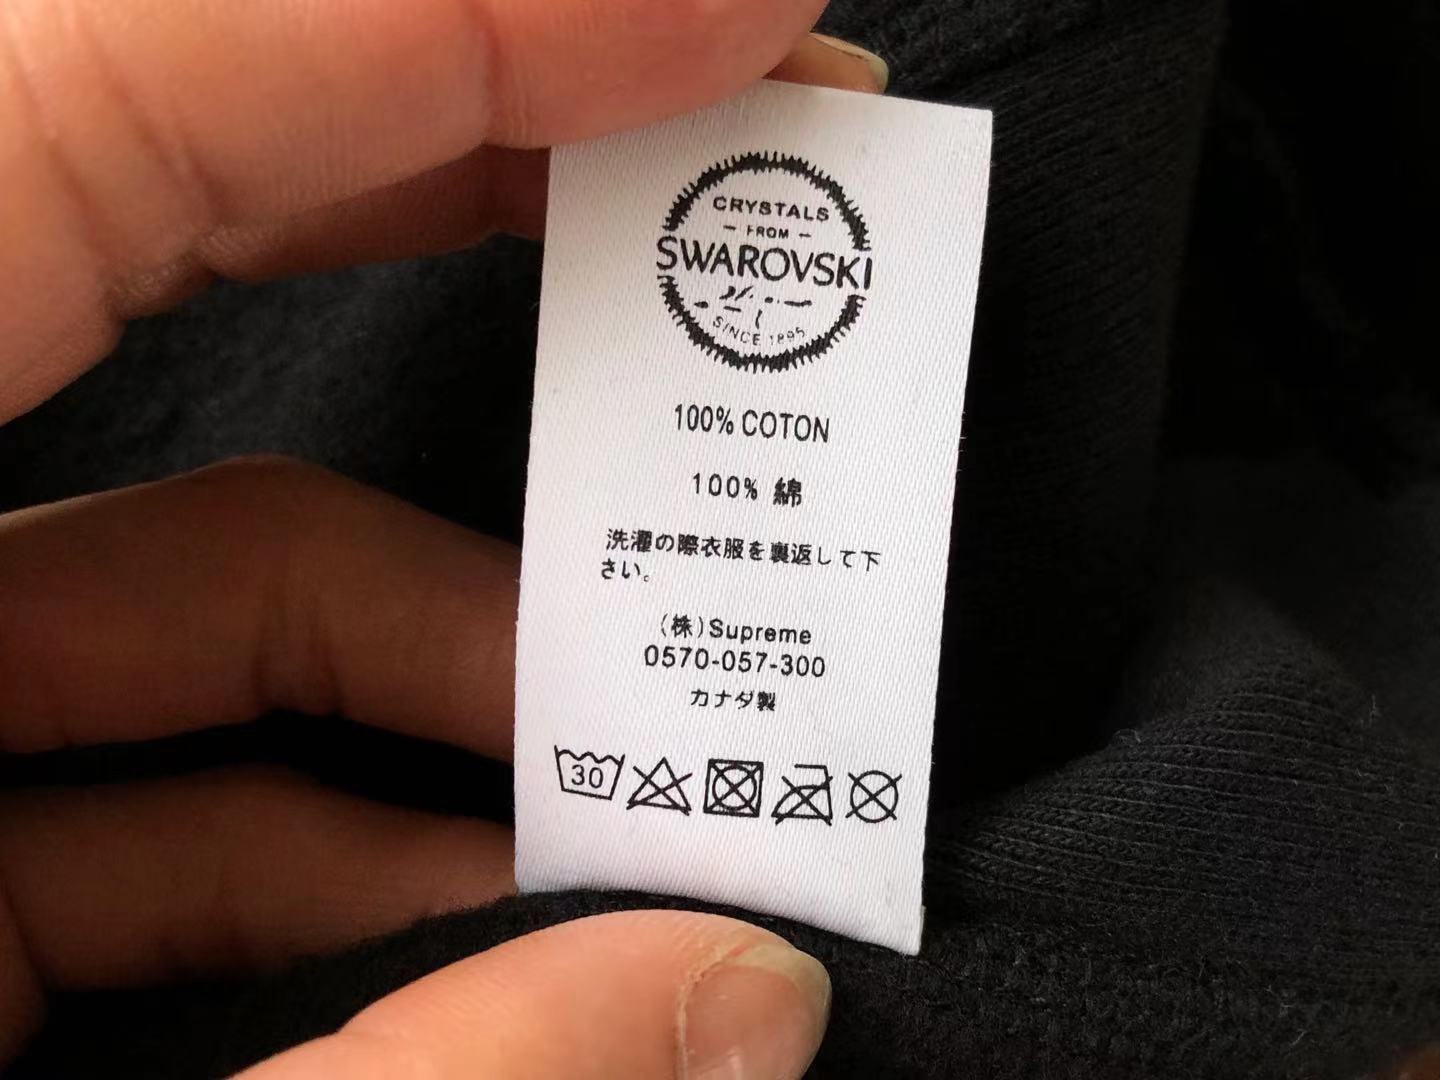 CRYSTALS
– FROM –
SWAROVSKI
SINCE 1895
100% COTON
100% 綿
洗濯の際衣服を裏返して下
さい。
(株)Supreme
0570-057-300
カナダ製
30